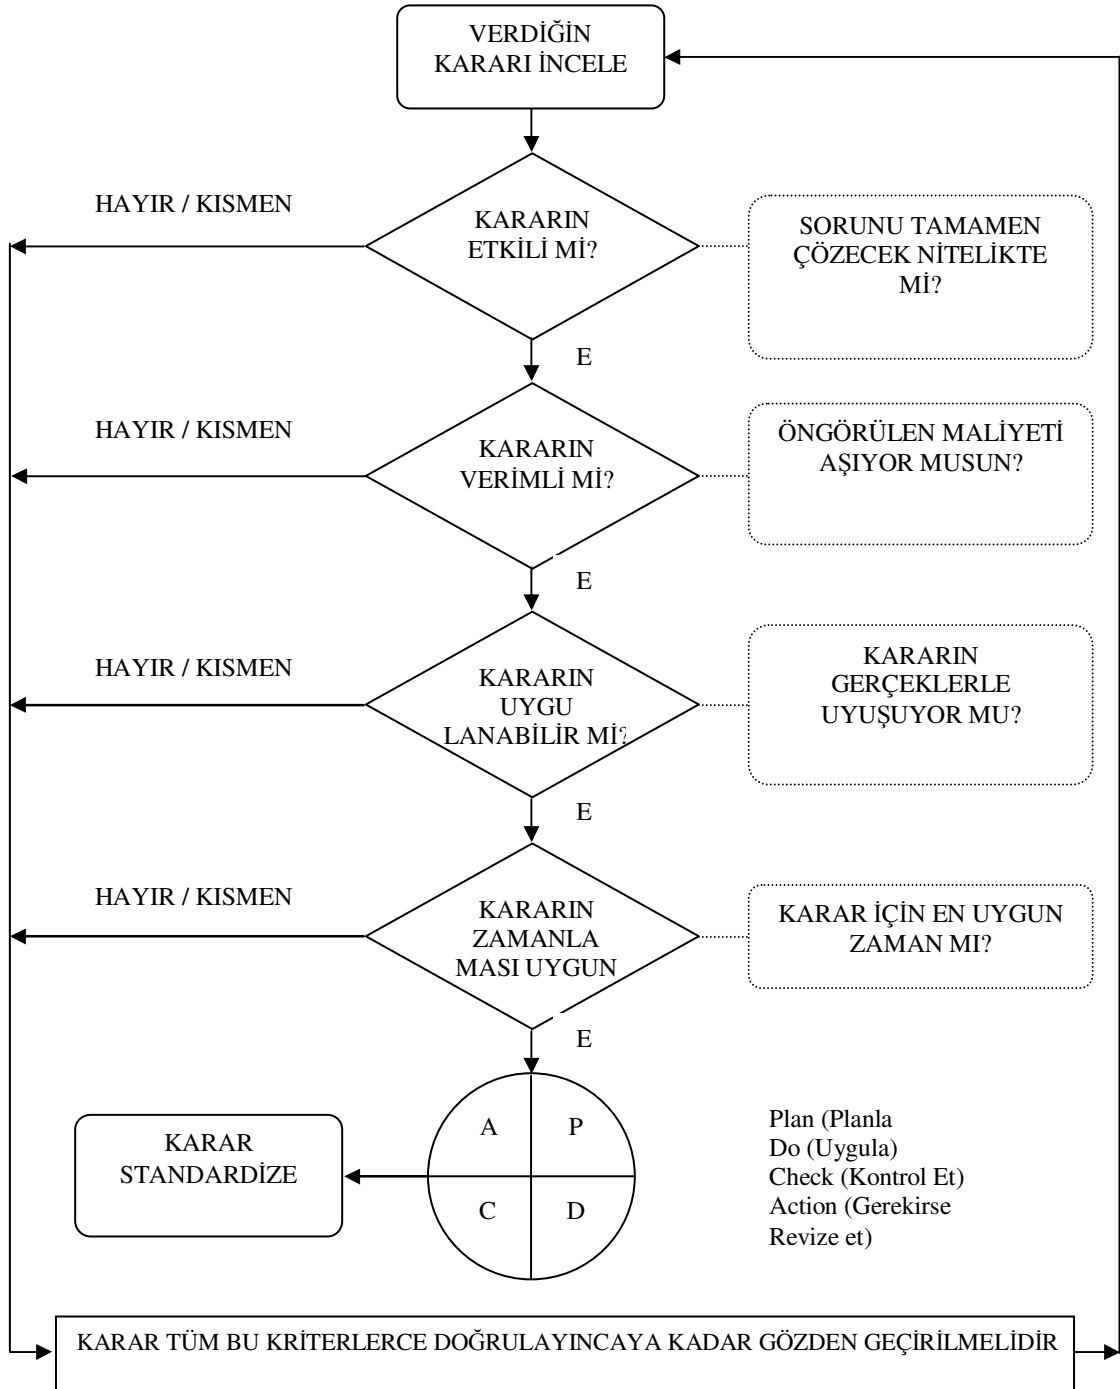 VERDİĞİN
KARARI İNCELE
HAYIR / KISMEN
KARARIN
ETKİLİ Mİ?
SORUNU TAMAMEN
ÇÖZECEK NİTELİKTE
Mİ?
E
HAYIR / KISMEN
KARARIN
VERİMLİ Mİ?
ÖNGÖRÜLEN MALİYETİ
AŞIYOR MUSUN?
E
HAYIR / KISMEN
KARARIN
UYGU
LANABİLİR Mİ?
KARARIN
GERÇEKLERLE
UYUŞUYOR MU?
E
HAYIR / KISMEN
KARARIN
ZAMANLA
MASI UYGUN
KARAR İÇİN EN UYGUN
ZAMAN MI?
E
KARAR
STANDARDİZE
A P
C D
Plan (Planla
Do (Uygula)
Check (Kontrol Et)
Action (Gerekirse
Revize et)
KARAR TÜM BU KRİTERLERCE DOĞRULAYINCAYA KADAR GÖZDEN GEÇİRİLMELİDİR